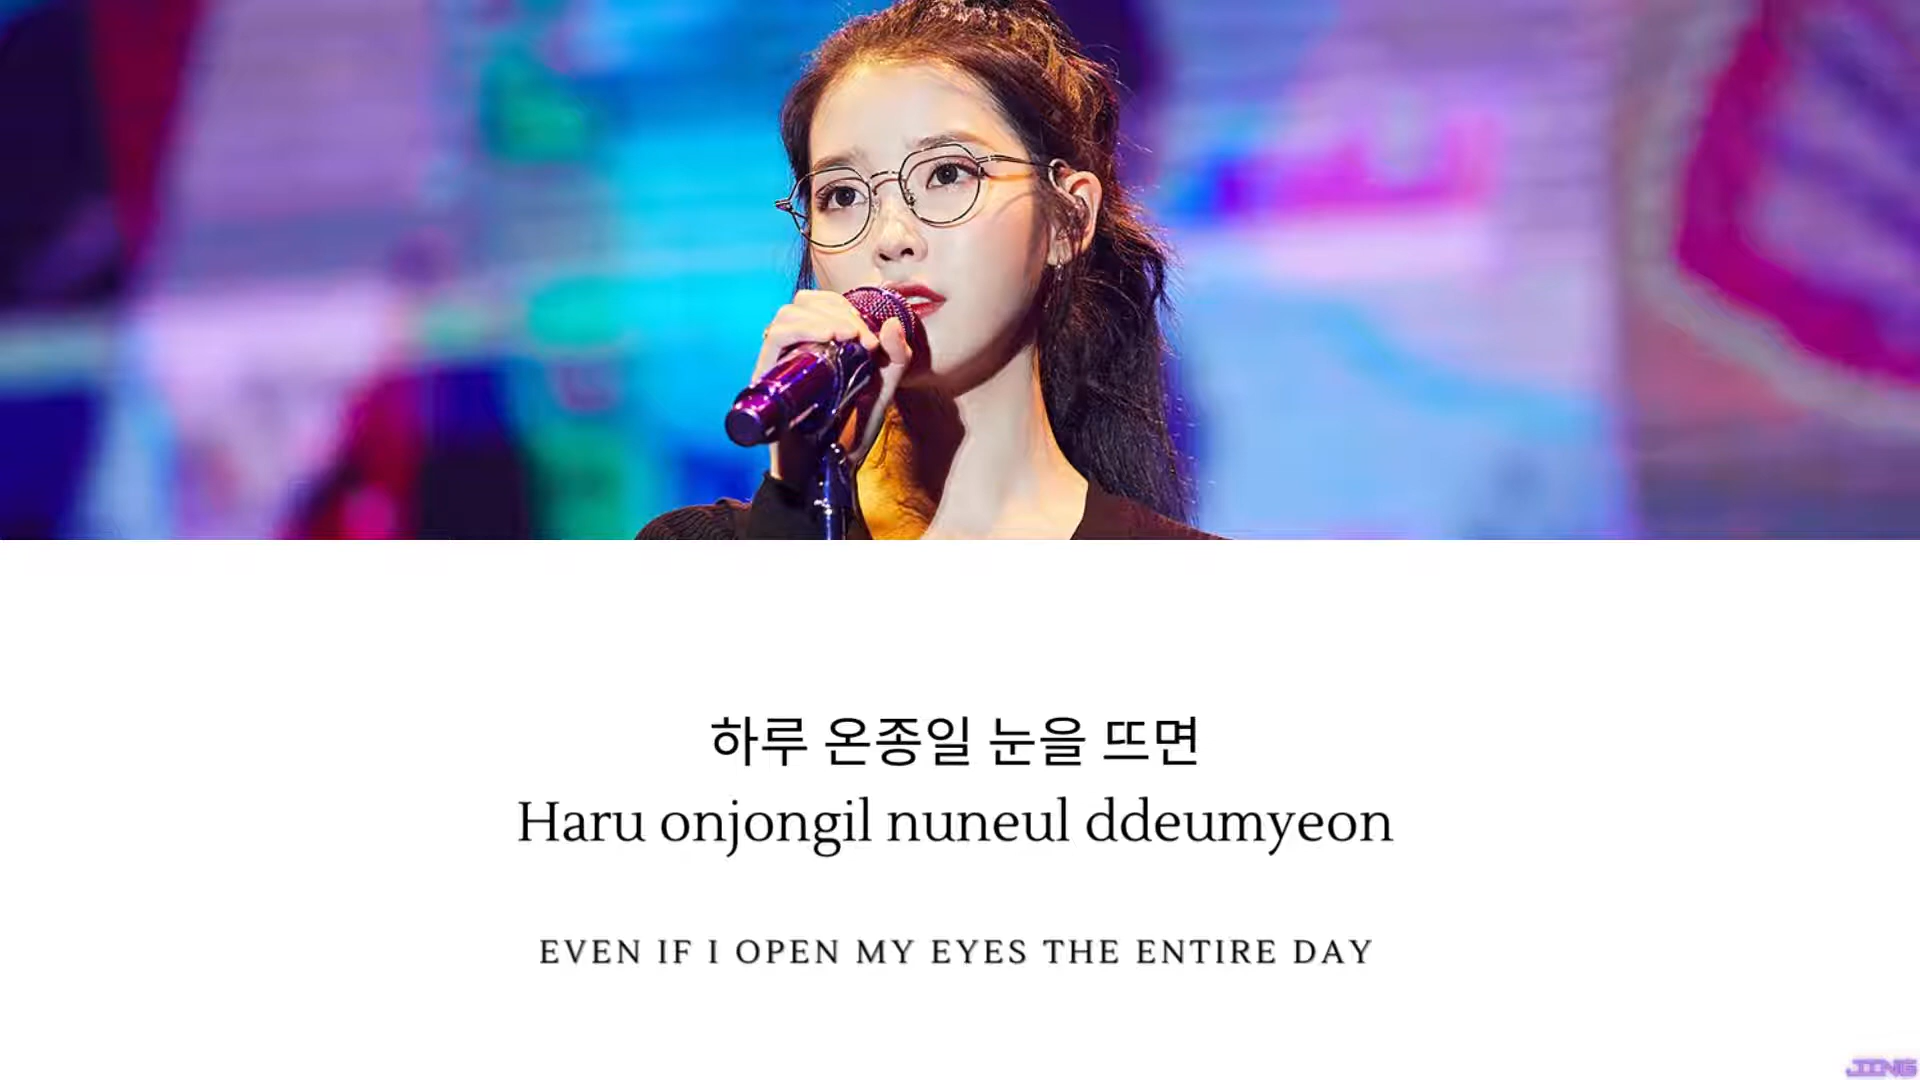 하루 온종일 눈을 뜨면
Haru onjongil nuneul ddeumyeon
EVEN IF I OPEN MY EYES THE ENTIRE DAY